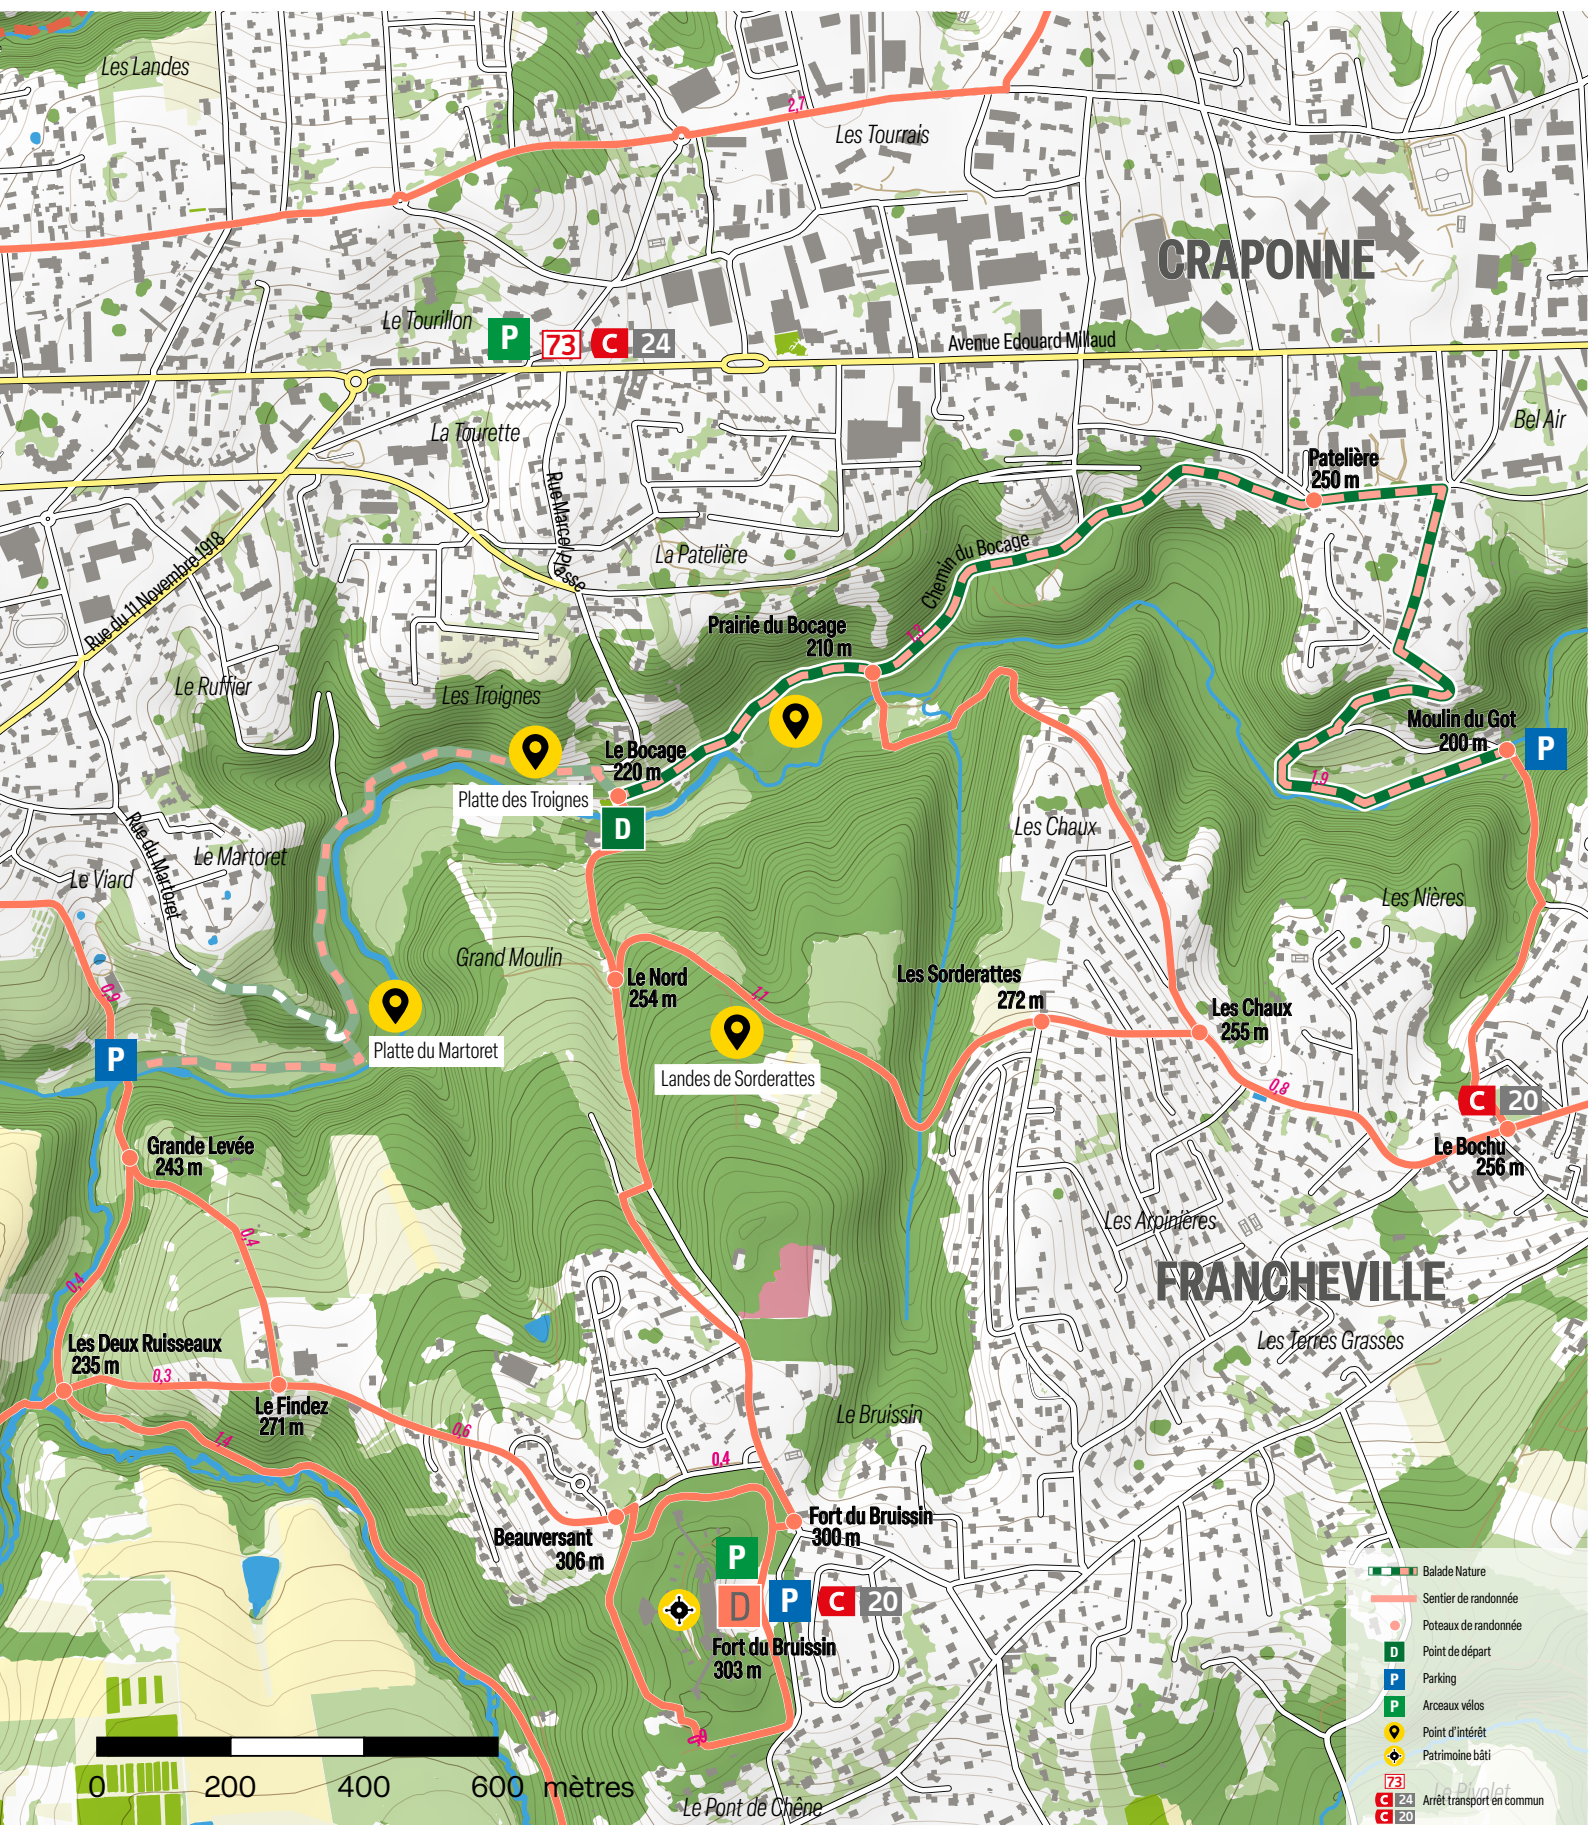 Les Landes
2,7
Les Tourrais
CRAPONNE
Le Tourillon
P
73
C 24
Avenue Edouard Millaud
Bel Air
La Tourette
Patelière
250 m
Rue Marcel Plasse
Rue du 11 Novembre 1918
La Patelière
Chemin du Bocage
Prairie du Bocage
210 m
1,3
Le Ruffier
Les Troignes
Le Bocage
220 m
Moulin du Got
200 m
P
1,9
Platte des Troignes
D
Rue du Martoret
Le Martoret
Les Chaux
Le Viard
Les Nières
Grand Moulin
Le Nord
254 m
1,1
Les Sorderattes
272 m
Les Chaux
255 m
0,9
P
Platte du Martoret
Landes de Sorderattes
0,8
C 20
Grande Levée
243 m
Le Bochu
256 m
0,4
Les Arpinières
0,4
FRANCHEVILLE
Les Terres Grasses
Les Deux Ruisseaux
235 m
0,3
Le Findez
271 m
Le Bruissin
0,6
1,4
0,4
Beauversant
306 m
Fort du Bruissin
300 m
P
D
P
C 20
Fort du Bruissin
303 m
0,9
0 200 400 600 mètres
Le Pont de Chêne
Balade Nature
Sentier de randonnée
Poteaux de randonnée
D Point de départ
P Parking
P Arceaux vélos
Point d'intérêt
Patrimoine bâti
Le Pivolet
73
C 24 Arrêt transport en commun
C 20